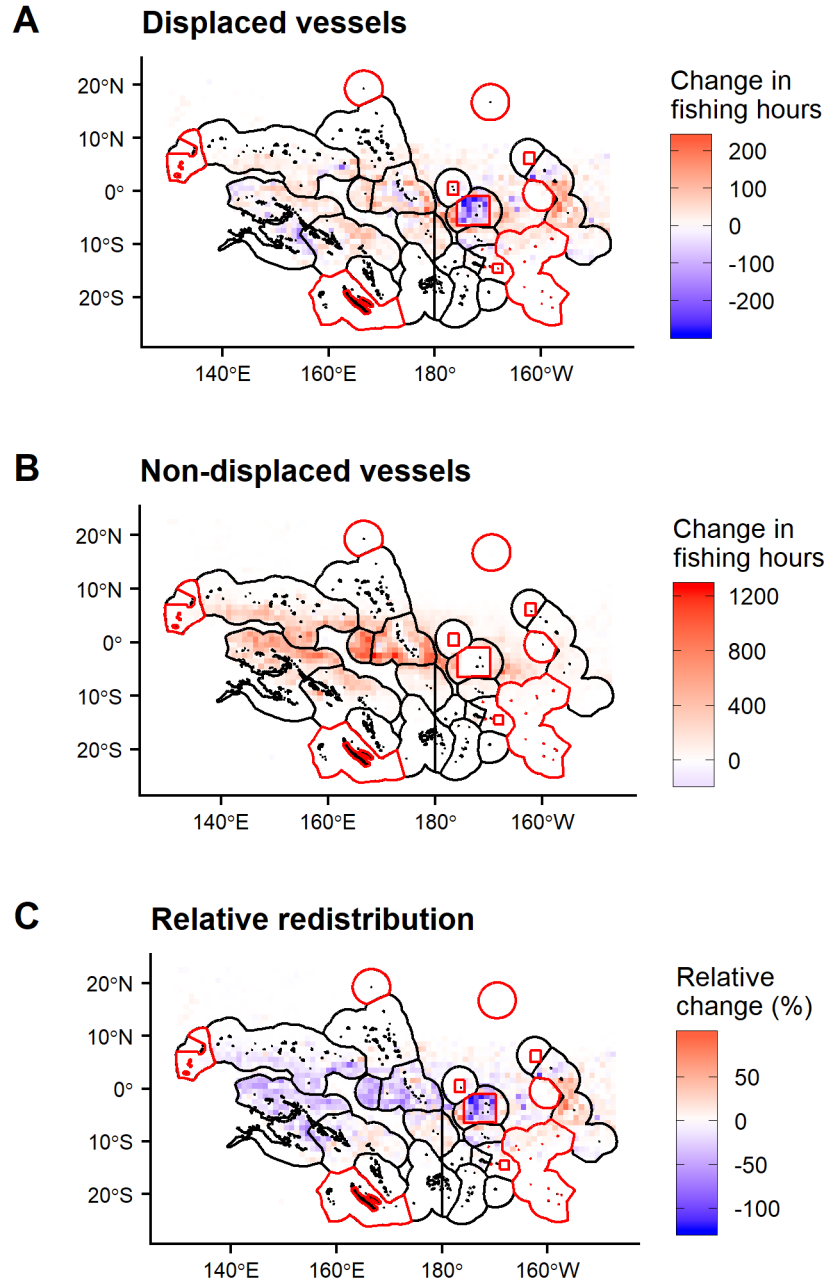 A
Displaced vessels
20°N
10°N
0°
10°S
20°S
140°E
160°E
180°
160°W
Change in
fishing hours
200
100
0
-100
-200
B
Non-displaced vessels
20°N
10°N
0°
10°S
20°S
140°E
160°E
180°
160°W
Change in
fishing hours
1200
800
400
0
C
Relative redistribution
20°N
10°N
0°
10°S
20°S
140°E
160°E
180°
160°W
Relative
change (%)
50
0
-50
-100